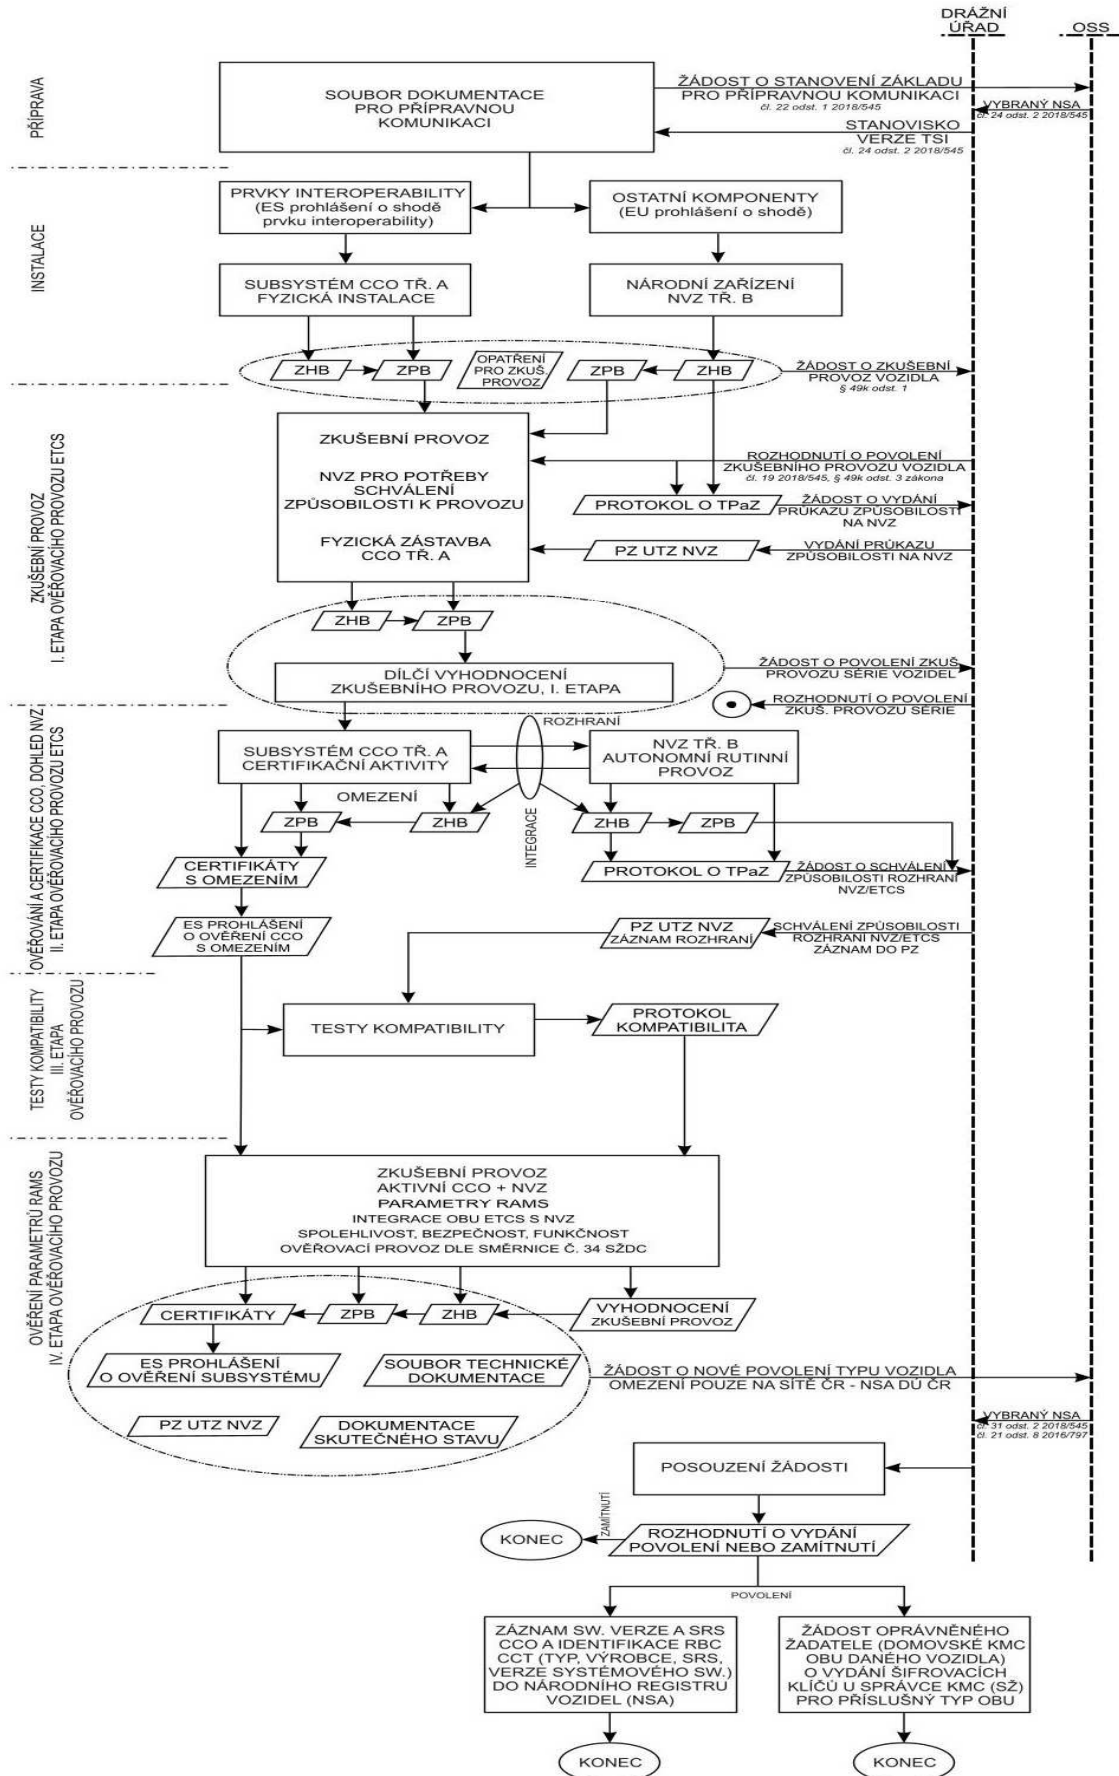 DRÁŽNÍ
ÚŘAD
OSS
PŘÍPRAVA
SOUBOR DOKUMENTACE
PRO PŘÍPRAVNOU
KOMUNIKACI
ŽÁDOST O STANOVENÍ ZÁKLADU
PRO PŘÍPRAVNOU KOMUNIKACI
čl. 22 odst. 1 2018/545
VYBRANÝ NSA
čl. 24 odst. 2 2018/545
STANOVISKO
VERZE TSI
čl. 24 odst. 2 2018/545
INSTALACE
PRVKY INTEROPERABILITY
(ES prohlášení o shodě
prvku interoperability)
OSTATNÍ KOMPONENTY
(EU prohlášení o shodě)
SUBSYSTÉM CCO TŘ. A
FYZICKÁ INSTALACE
NÁRODNÍ ZAŘÍZENÍ
NVZ TŘ. B
ZHB
ZPB
OPATŘENÍ
PRO ZKUŠ.
PROVOZ
ZPB
ZHB
ŽÁDOST O ZKUŠEBNÍ
PROVOZ VOZIDLA
§ 49k odst. 1
ZKUŠEBNÍ PROVOZ
I. ETAPA OVĚROVACÍHO PROVOZU ETCS
ZKUŠEBNÍ PROVOZ
NVZ PRO POTŘEBY
SCHVÁLENÍ
ZPŮSOBILOSTI K PROVOZU
FYZICKÁ ZÁSTAVBA
CCO TŘ. A
ROZHODNUTÍ O POVOLENÍ
ZKUŠEBNÍHO PROVOZU VOZIDLA
čl. 19 2018/545, § 49k odst. 3 zákona
PROTOKOL O TPaZ
ŽÁDOST O VYDÁNÍ
PRŮKAZU ZPŮSOBILOSTI
NA NVZ
PZ UTZ NVZ
VYDÁNÍ PRŮKAZU
ZPŮSOBILOSTI NA NVZ
ZHB
ZPB
DÍLČÍ VYHODNOCENÍ
ZKUŠEBNÍHO PROVOZU, I. ETAPA
ŽÁDOST O POVOLENÍ ZKUŠ.
PROVOZU SÉRIE VOZIDEL
ROZHODNUTÍ O POVOLENÍ
ZKUŠ. PROVOZU SÉRIE
OVĚROVÁNÍ A CERTIFIKACE CCO, DOHLED NVZ
II. ETAPA OVĚROVACÍHO PROVOZU ETCS
ROZHRANÍ
SUBSYSTÉM CCO TŘ. A
CERTIFIKAČNÍ AKTIVITY
NVZ TŘ. B
AUTONOMNÍ RUTINNÍ
PROVOZ
OMEZENÍ
INTEGRACE
ZPB
ZHB
ZHB
ZPB
CERTIFIKÁTY
S OMEZENÍM
PROTOKOL O TPaZ
ŽÁDOST O SCHVÁLENÍ
ZPŮSOBILOSTI ROZHRANÍ
NVZ/ETCS
ES PROHLÁŠENÍ
O OVĚŘENÍ CCO
S OMEZENÍM
PZ UTZ NVZ
ZÁZNAM ROZHRANÍ
SCHVÁLENÍ ZPŮSOBILOSTI
ROZHRANÍ NVZ/ETCS
ZÁZNAM DO PZ
TESTY KOMPATIBILITY
III. ETAPA
OVĚŘOVACÍHO PROVOZU
TESTY KOMPATIBILITY
PROTOKOL
KOMPATIBILITA
OVĚŘENÍ PARAMETRŮ RAMS
IV. ETAPA OVĚROVACÍHO PROVOZU
ZKUŠEBNÍ PROVOZ
AKTIVNÍ CCO + NVZ
PARAMETRY RAMS
INTEGRACE OBU ETCS S NVZ
SPOLEHLIVOST, BEZPEČNOST, FUNKČNOST
OVĚŘOVACÍ PROVOZ DLE SMĚRNICE Č. 34 SŽDC
CERTIFIKÁTY
ZPB
ZHB
VYHODNOCENÍ
ZKUŠEBNÍ PROVOZ
ES PROHLÁŠENÍ
O OVĚŘENÍ SUBSYSTÉMU
SOUBOR TECHNICKÉ
DOKUMENTACE
ŽÁDOST O NOVÉ POVOLENÍ TYPU VOZIDLA
OMEZENÍ POUZE NA SÍTĚ ČR - NSA DÚ ČR
PZ UTZ NVZ
DOKUMENTACE
SKUTEČNÉHO STAVU
VYBRANÝ NSA
čl. 31 odst. 2 2018/545
čl. 21 odst. 8 2016/797
POSOUZENÍ ŽÁDOSTI
ZAMÍTNUTÍ
KONEC
ROZHODNUTÍ O VYDÁNÍ
POVOLENÍ NEBO ZAMÍTNUTÍ
POVOLENÍ
ZÁZNAM SW. VERZE A SRS
CCO A IDENTIFIKACE RBC
CCT (TYP, VÝROBCE, SRS,
VERZE SYSTÉMOVÉHO SW.)
DO NÁRODNÍHO REGISTRU
VOZIDEL (NSA)
ŽÁDOST OPRÁVNĚNÉHO
ŽADATELE (DOMOVSKÉ KMC
OBU DANÉHO VOZIDLA)
O VYDÁNÍ ŠIFROVACÍCH
KLÍČŮ U SPRÁVCE KMC (SŽ)
PRO PŘÍSLUŠNÝ TYP OBU
KONEC
KONEC